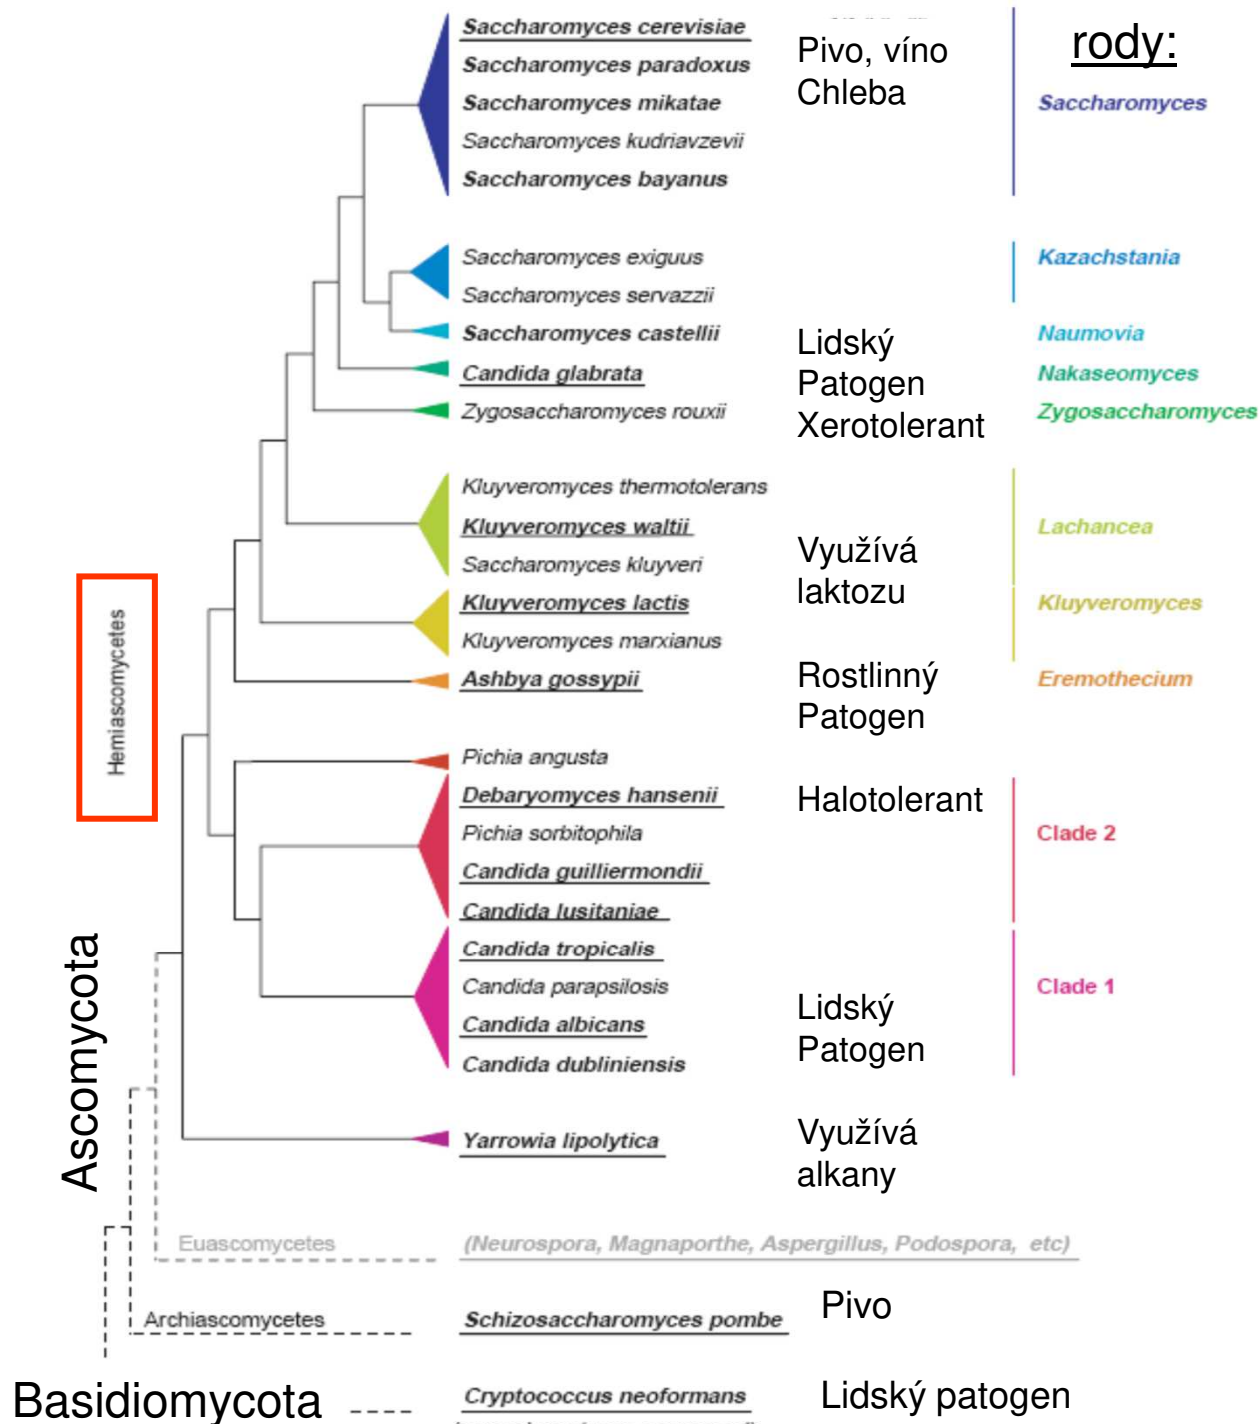 Saccharomyces cerevisiae
Pivo, víno
rody:
Saccharomyces paradoxus
Chleba
Saccharomyces mikatae
Saccharomyces
Saccharomyces kudriavzevii
Saccharomyces bayanus
Saccharomyces exiguus
Kazachstania
Saccharomyces servazzii
Saccharomyces castellii
Lidský
Naumovia
Candida glabrata
Patogen
Nakaseomyces
Zygosaccharomyces rouxii
Xerotolerant
Zygosaccharomyces
Kluyveromyces thermotolerans
Kluyveromyces waltii
Lachancea
Saccharomyces kluyveri
Využívá
laktozu
Kluyveromyces lactis
Kluyveromyces
Kluyveromyces marxianus
Ashbya gossypii
Rostlinný
Patogen
Eremothecium
Hemiascomycetes
Pichia angusta
Debaryomyces hansenii
Halotolerant
Pichia sorbitophila
Clade 2
Candida guilliermondii
Candida lusitaniae
Candida tropicalis
Candida parapsilosis
Clade 1
Lidský
Patogen
Candida albicans
Candida dubliniensis
Ascomycota
Yarrowia lipolytica
Využívá
alkany
Euascomycetes
(Neurospora, Magnaporthe, Aspergillus, Podospora, etc)
Archiascomycetes
Schizosaccharomyces pombe
Pivo
Basidiomycota
Cryptococcus neoformans
Lidský patogen